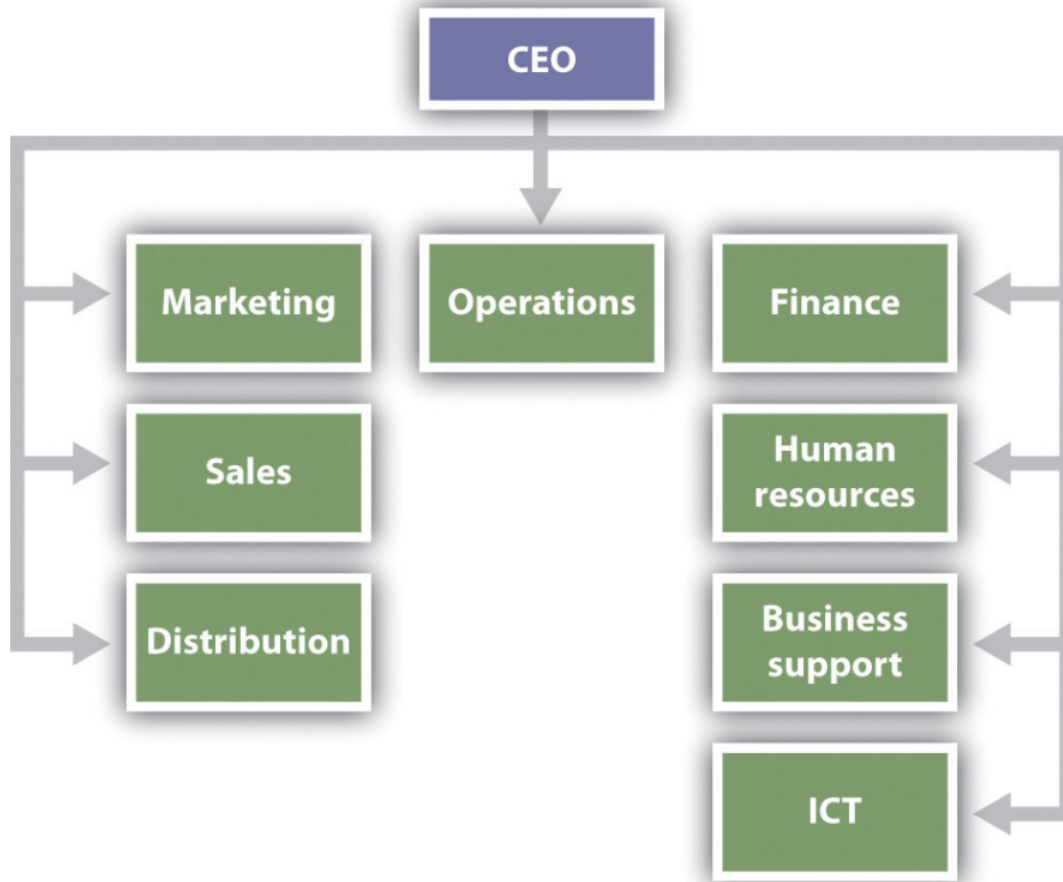 CEO
Marketing
Operations
Finance
Sales
Human
resources
Distribution
Business
support
ICT